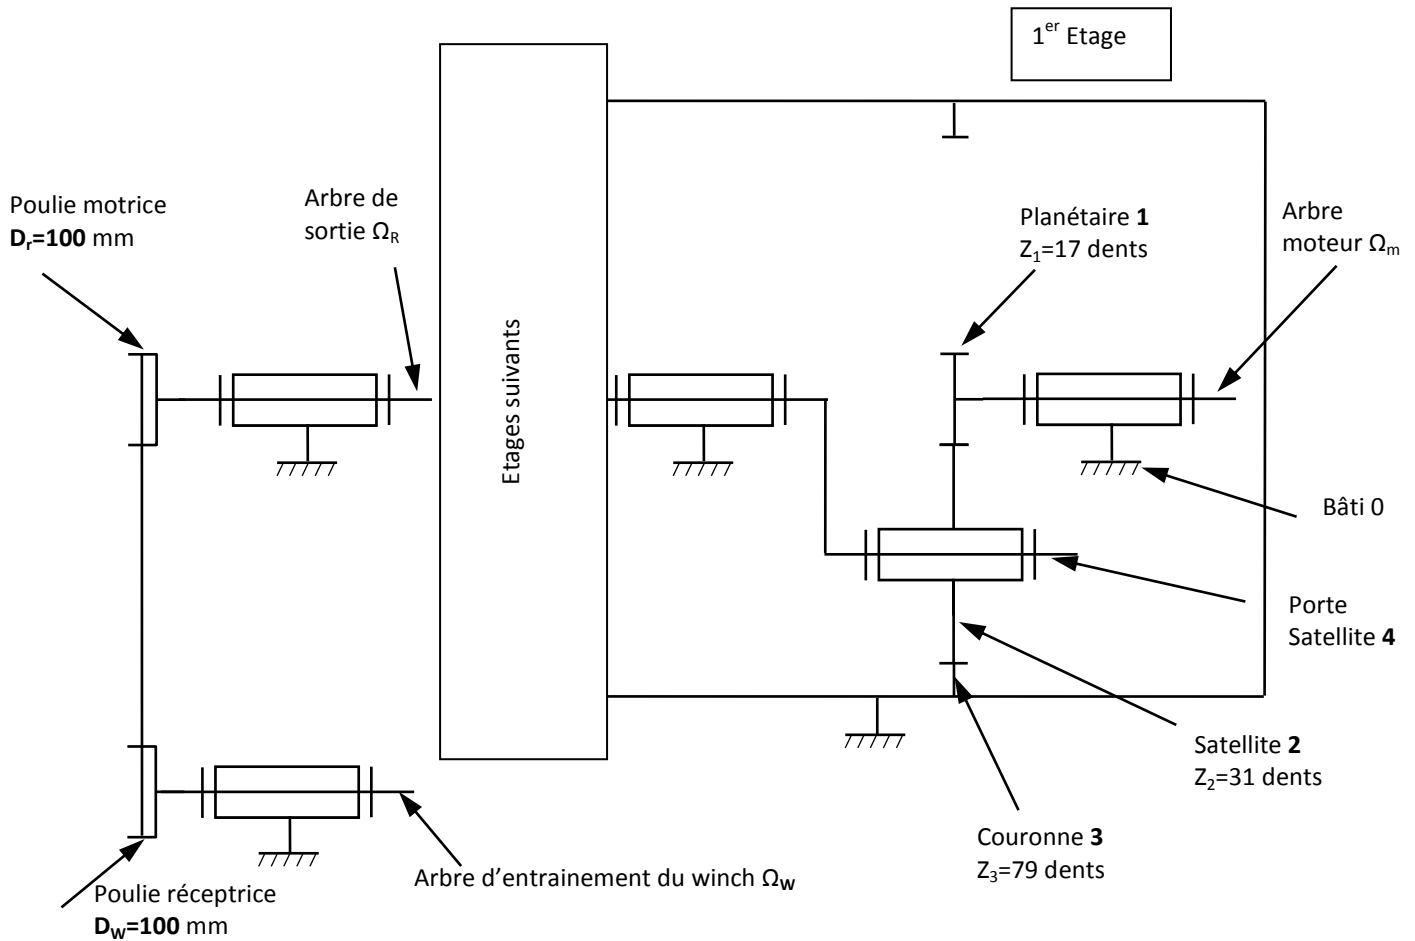 1er Etage
Poulie motrice
Dr=100 mm
Arbre de
sortie ΩR
Planétaire 1
Z1=17 dents
Arbre
moteur Ωm
Etages suivants
Bâti 0
Porte
Satellite 4
Satellite 2
Z2=31 dents
Couronne 3
Z3=79 dents
Arbre d'entrainement du winch ΩW
Poulie réceptrice
DW=100 mm